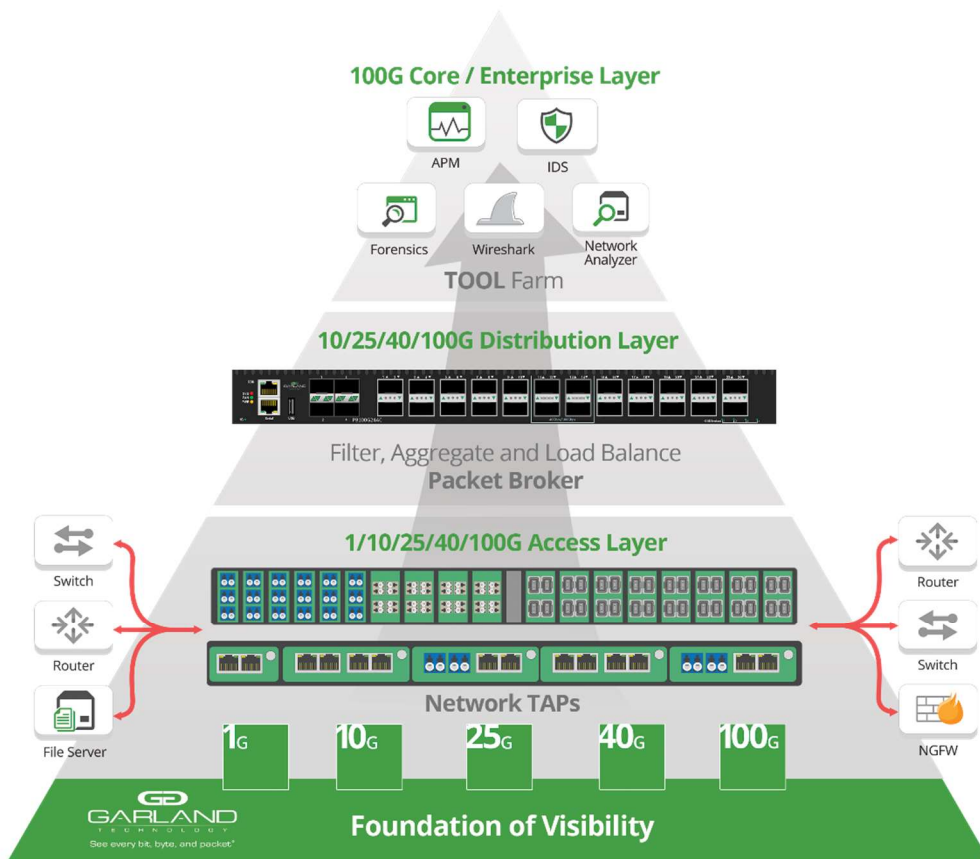 100G Core / Enterprise Layer
APM
IDS
Forensics
Wireshark
Network
Analyzer
TOOL Farm
10/25/40/100G Distribution Layer
GARLAND
Filter, Aggregate and Load Balance
Packet Broker
1/10/25/40/100G Access Layer
Switch
Router
File Server
Router
Switch
NGFW
Network TAPs
1G
10G
25G
40G
100G
GARLAND
TECHNOLOGY
See every bit, byte, and packet®
Foundation of Visibility